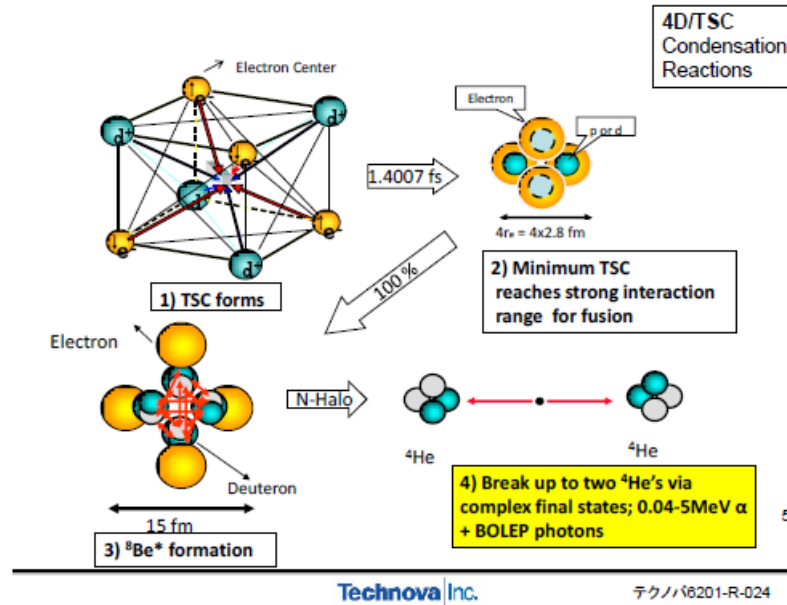 4D/TSC
Condensation
Reactions
Electron Center
e-
d+
d+
e-
d+
e-
e-
d+
1.4007 fs
Electron
p or d
4re = 4x2.8 fm
1) TSC forms
2) Minimum TSC
reaches strong interaction
range for fusion
100 %
Electron
Deuteron
15 fm
3) ⁸Be* formation
N-Halo
⁴He
⁴He
4) Break up to two ⁴He's via
complex final states; 0.04-5MeV α
+ BOLEP photons
5
Technova Inc.
テクノバ6201-R-024